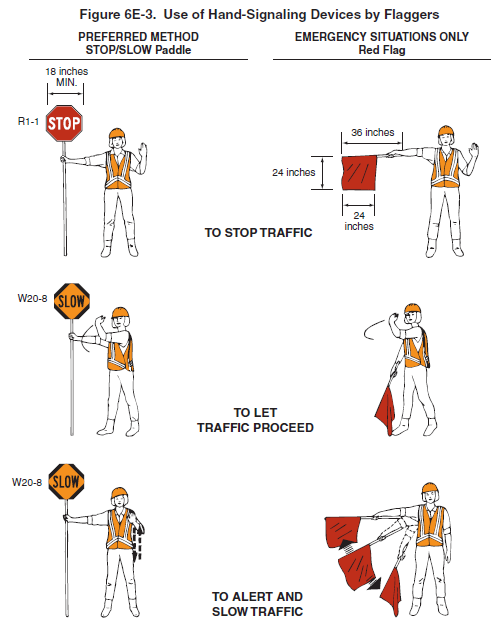 Figure 6E-3. Use of Hand-Signaling Devices by Flaggers
PREFERRED METHOD
STOP/SLOW Paddle
EMERGENCY SITUATIONS ONLY
Red Flag
18 inches
MIN.
R1-1
STOP
36 inches
24 inches
24
inches
TO STOP TRAFFIC
W20-8
SLOW
TO LET
TRAFFIC PROCEED
W20-8
SLOW
TO ALERT AND
SLOW TRAFFIC